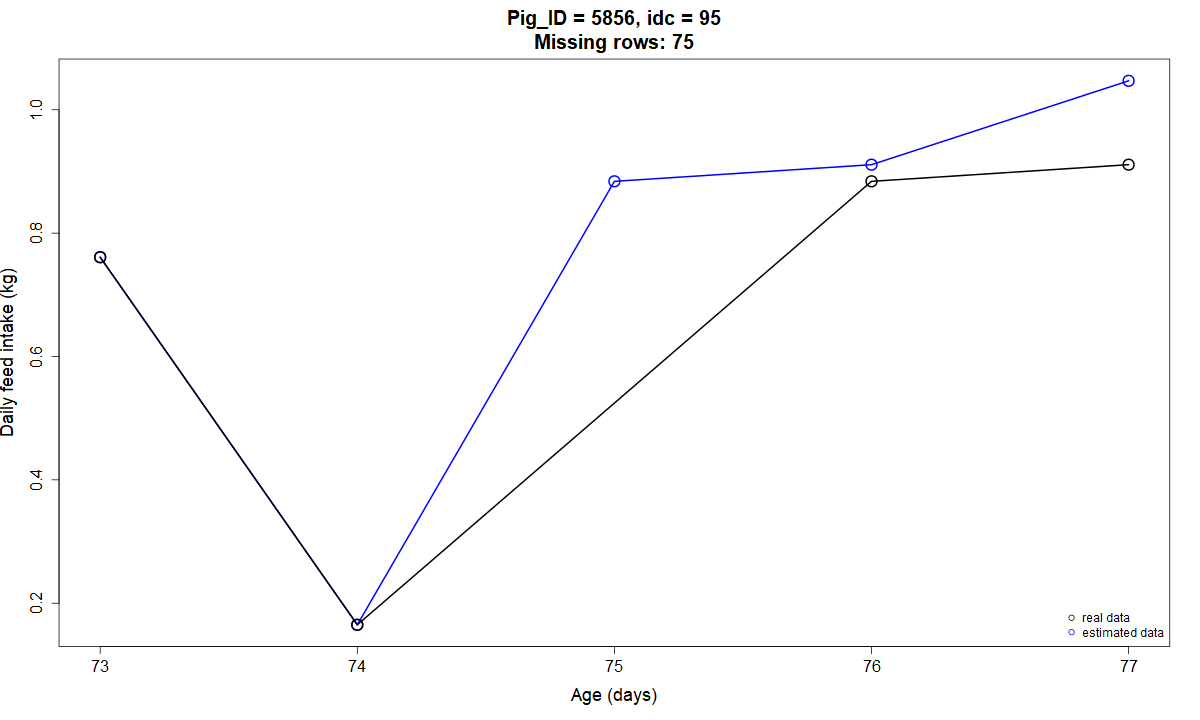 Pig_ID = 5856, idc = 95
Missing rows: 75
Daily feed intake (kg)
1.0
0.8
0.6
0.4
0.2
73 74 75 76 77
Age (days)
real data
estimated data